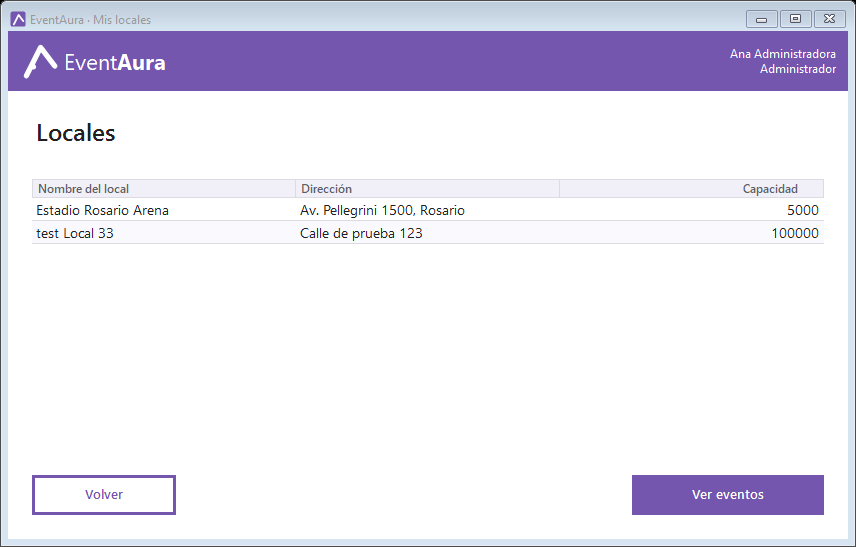 EventAura · Mis locales
EventAura
Ana Administradora
Administrador
Locales
Nombre del local Dirección Capacidad
Estadio Rosario Arena Av. Pellegrini 1500, Rosario 5000
test Local 33 Calle de prueba 123 100000
Volver Ver eventos